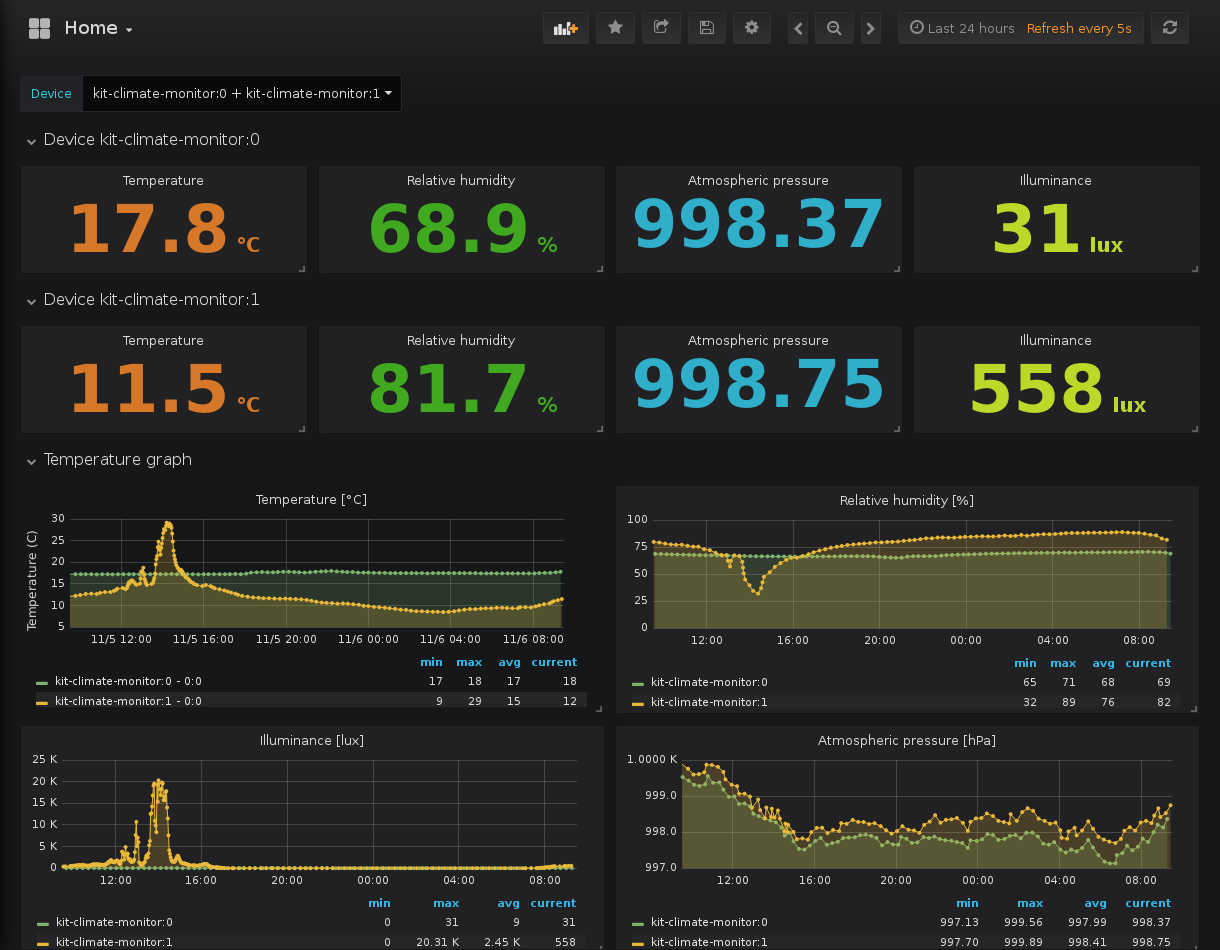 Home
Last 24 hours Refresh every 5s
Device kit-climate-monitor:0 + kit-climate-monitor:1
Device kit-climate-monitor:0
Temperature Relative humidity Atmospheric pressure Illuminance
17.8 °C 68.9 % 998.37 31 lux
Device kit-climate-monitor:1
Temperature Relative humidity Atmospheric pressure Illuminance
11.5 °C 81.7 % 998.75 558 lux
Temperature graph
Temperature [°C]
Temperature (C)
30
25
20
15
10
5
11/5 12:00 11/5 16:00 11/5 20:00 11/6 00:00 11/6 04:00 11/6 08:00
min max avg current
kit-climate-monitor:0 - 0:0 17 18 17 18
kit-climate-monitor:1 - 0:0 9 29 15 12
Relative humidity [%]
100
75
50
25
0
12:00 16:00 20:00 00:00 04:00 08:00
min max avg current
kit-climate-monitor:0 65 71 68 69
kit-climate-monitor:1 32 89 76 82
Illuminance [lux]
25 K
20 K
15 K
10 K
5 K
0
12:00 16:00 20:00 00:00 04:00 08:00
min max avg current
kit-climate-monitor:0 0 31 9 31
kit-climate-monitor:1 0 20.31 K 2.45 K 558
Atmospheric pressure [hPa]
1.0000 K
999.0
998.0
997.0
12:00 16:00 20:00 00:00 04:00 08:00
min max avg current
kit-climate-monitor:0 997.13 999.56 997.99 998.37
kit-climate-monitor:1 997.70 999.89 998.41 998.75